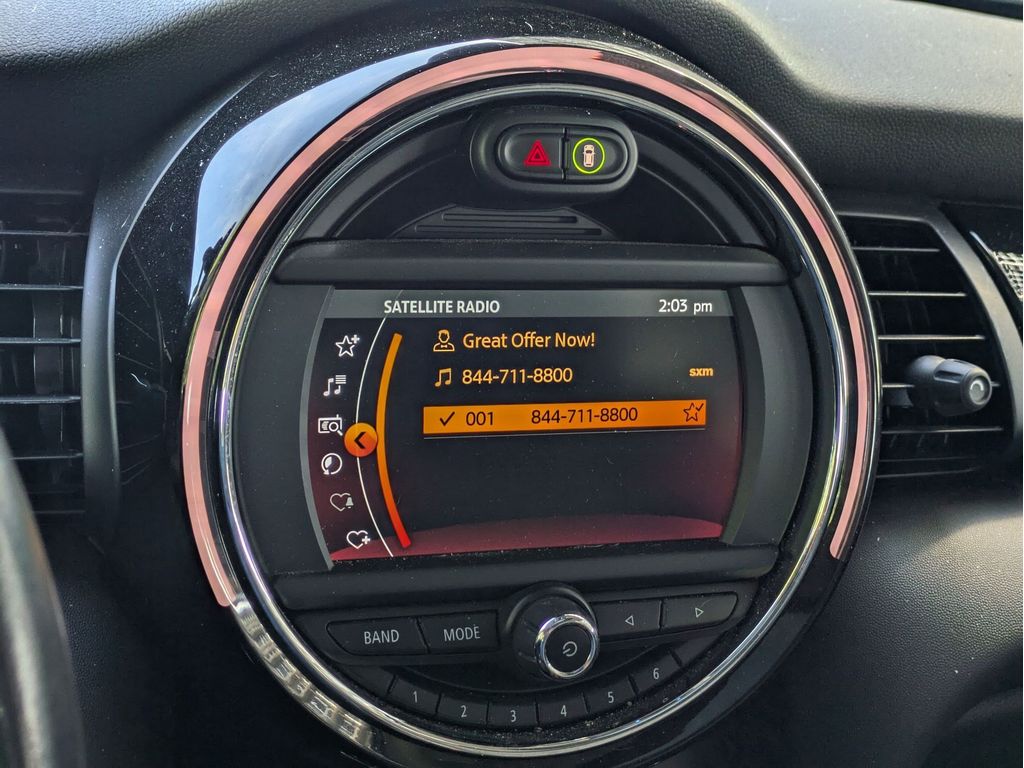 SATELLITE RADIO 2:03 pm
Great Offer Now!
844-711-8800 sxm
001 844-711-8800
BAND MODE
1 2 3 4 5 6